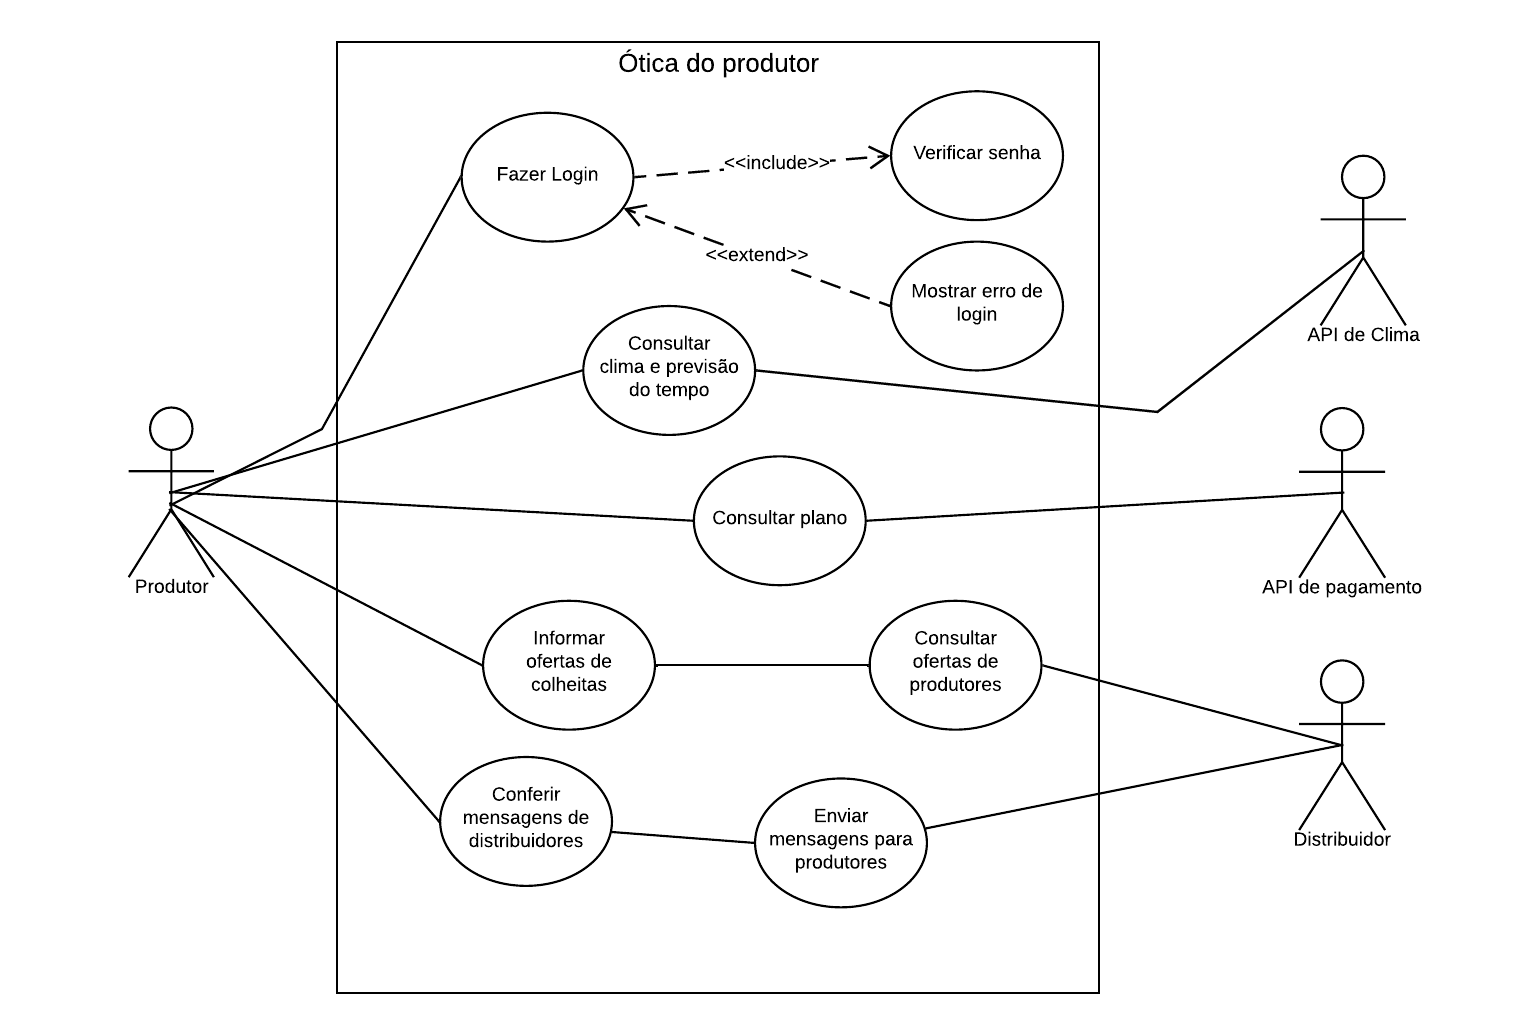 Ótica do produtor
Fazer Login
<<include>>
Verificar senha
<<extend>>
Mostrar erro de
login
Consultar
clima e previsão
do tempo
API de Clima
Consultar plano
Produtor
API de pagamento
Informar
ofertas de
colheitas
Consultar
ofertas de
produtores
Conferir
mensagens de
distribuidores
Enviar
mensagens para
produtores
Distribuidor